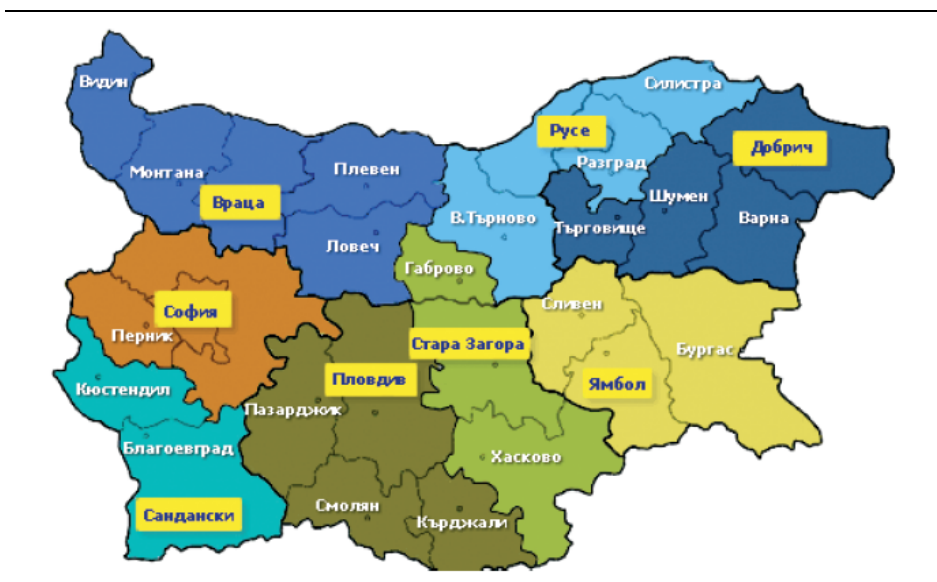 Видин
Силистра
Русе
Добрич
Разград
Плевен
Монтана
Шумен
Враца
В.Търново
Варна
Търговище
Ловеч
Габрово
София
Сливен
Перник
Стара Загора
Бургас
Пловдив
Ямбол
Кюстендил
Пазарджик
Благоевград
Хасково
Смолян
Сандански
Кърджали